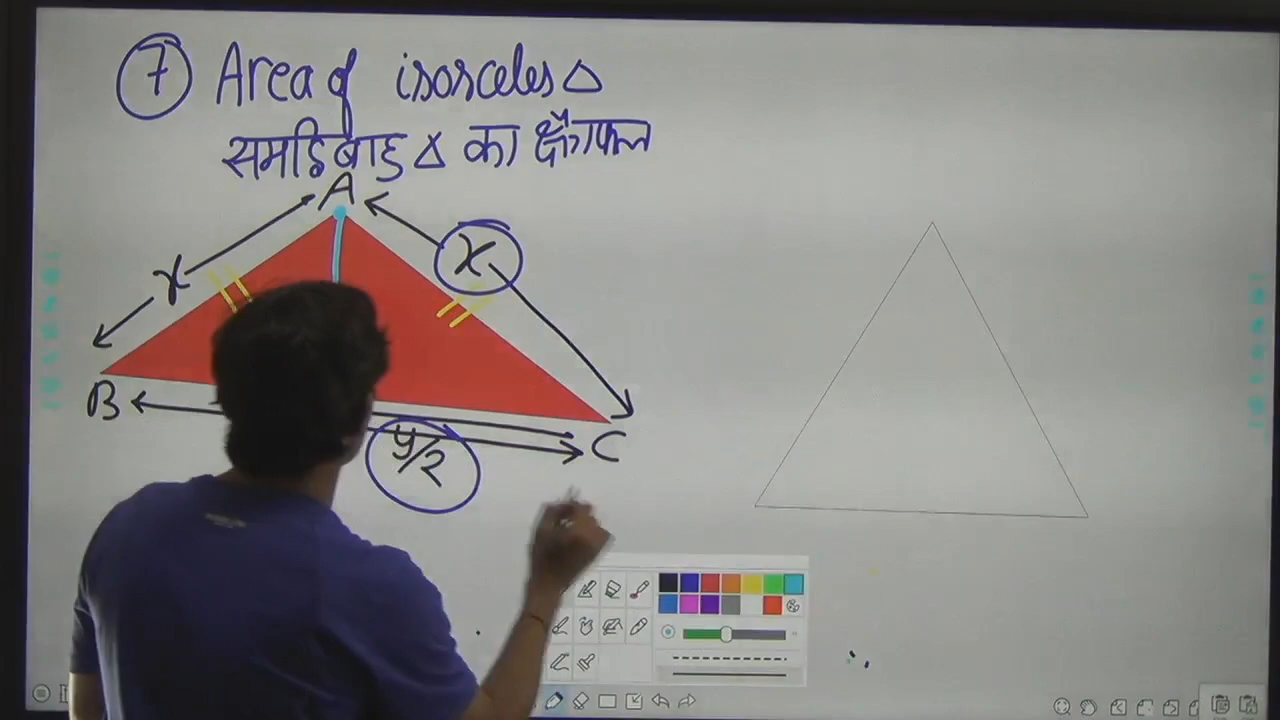 7 Area of isosceles Δ
समद्विबाहु Δ का क्षेत्रफल
A
x
x
B
y/2
C